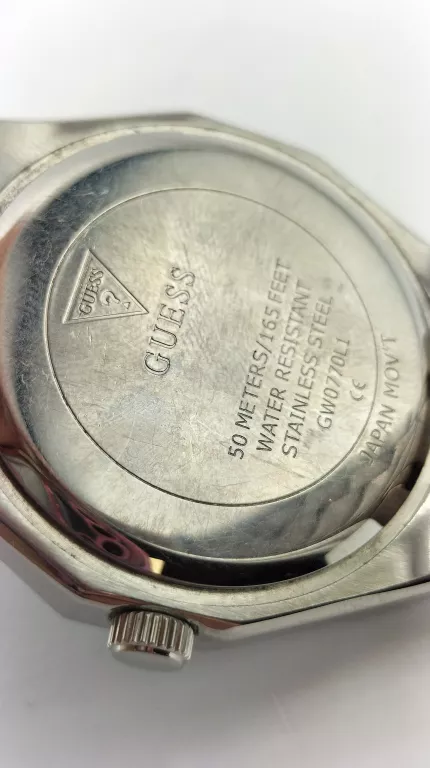 GUESS
?
GUESS
50 METERS/165 FEET
WATER RESISTANT
STAINLESS STEEL
GW0770L1
CE
JAPAN MOV'T